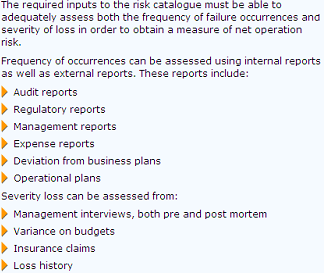 The required inputs to the risk catalogue must be able to
adequately assess both the frequency of failure occurrences and
severity of loss in order to obtain a measure of net operation
risk.
Frequency of occurrences can be assessed using internal reports
as well as external reports. These reports include:
Audit reports
Regulatory reports
Management reports
Expense reports
Deviation from business plans
Operational plans
Severity loss can be assessed from:
Management interviews, both pre and post mortem
Variance on budgets
Insurance claims
Loss history